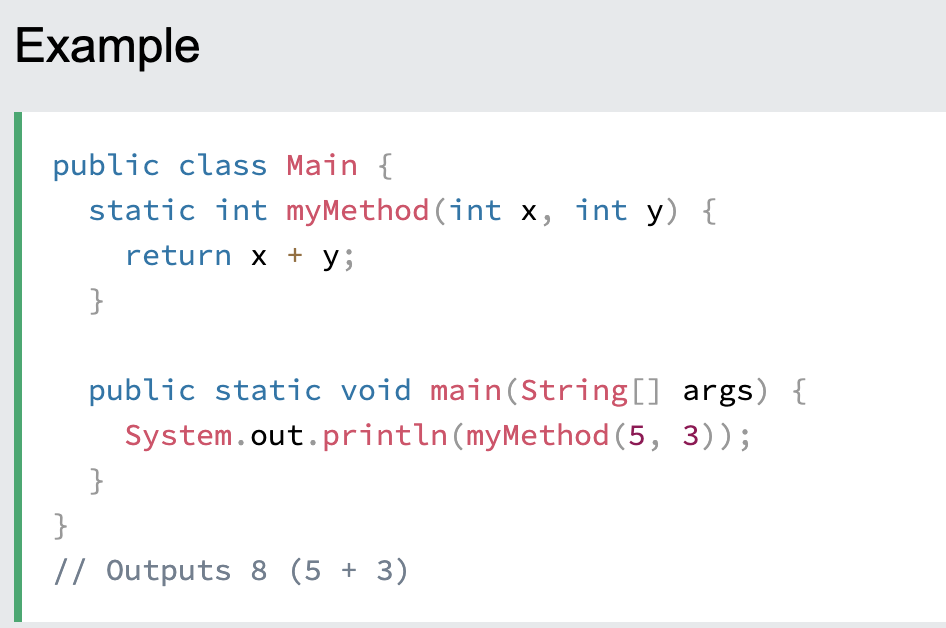 Example
public class Main {
  static int myMethod(int x, int y) {
    return x + y;
  }

  public static void main(String[] args) {
    System.out.println(myMethod(5, 3));
  }
}
// Outputs 8 (5 + 3)